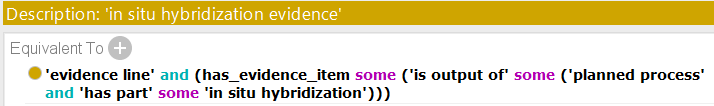 Description: 'in situ hybridization evidence'
Equivalent To +
'evidence line' and (has_evidence_item some ('is output of' some ('planned process'
and 'has part' some 'in situ hybridization')))